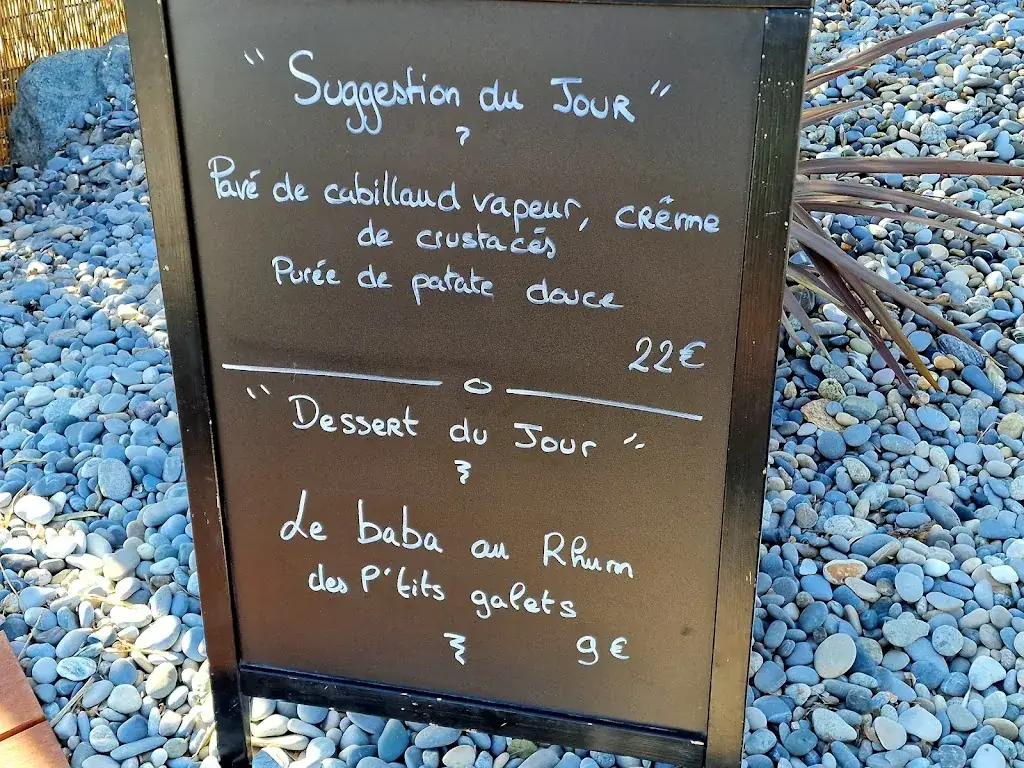 " Suggestion du Jour "
Pavé de cabillaud vapeur, crême
de crustacés
Purée de patate douce
22€
" Dessert du Jour "
Le baba au Rhum
des P'tits galets
9€